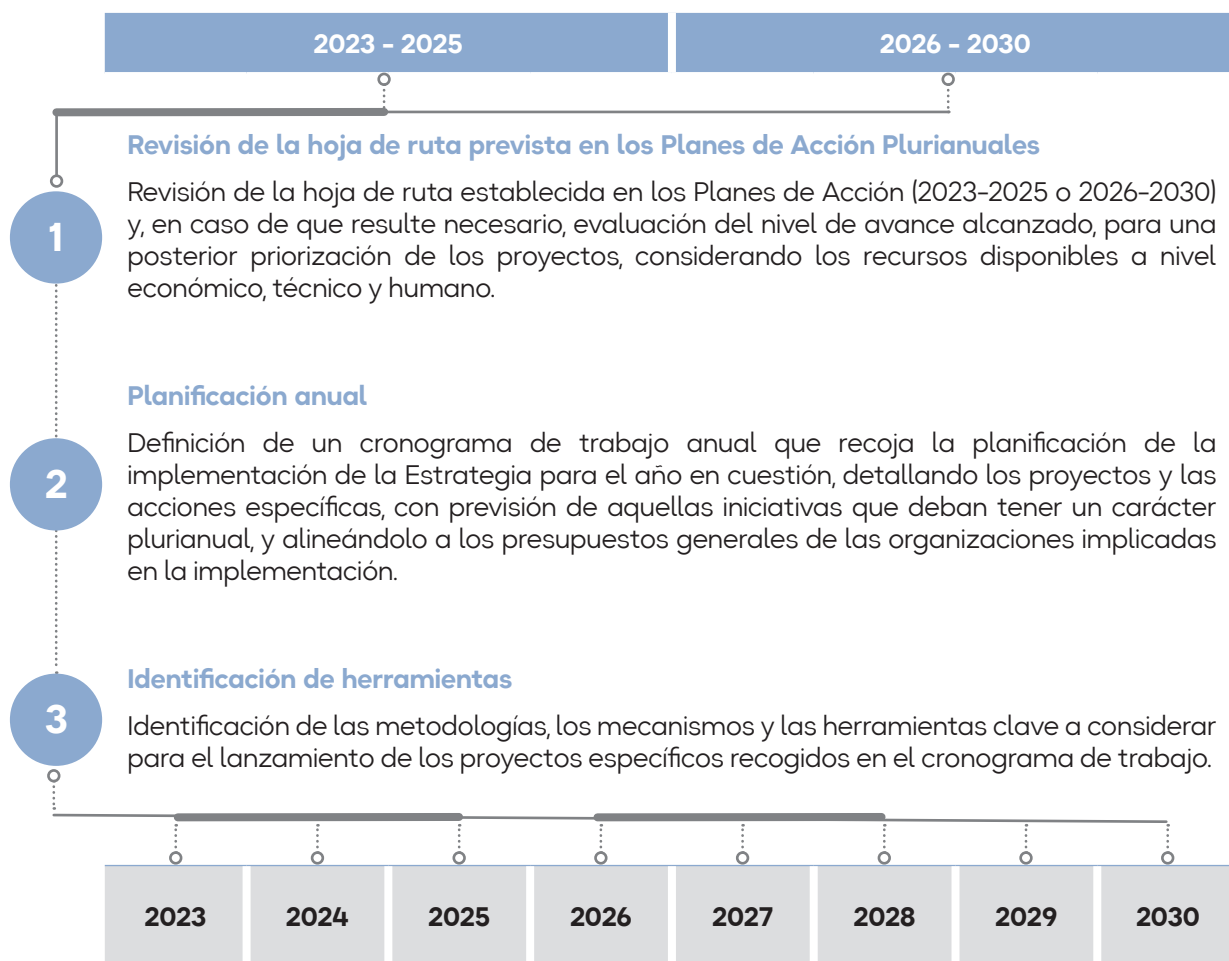 2023 - 2025
2026 - 2030
Revisión de la hoja de ruta prevista en los Planes de Acción Plurianuales
1
Revisión de la hoja de ruta establecida en los Planes de Acción (2023-2025 o 2026-2030)
y, en caso de que resulte necesario, evaluación del nivel de avance alcanzado, para una
posterior priorización de los proyectos, considerando los recursos disponibles a nivel
económico, técnico y humano.
Planificación anual
2
Definición de un cronograma de trabajo anual que recoja la planificación de la
implementación de la Estrategia para el año en cuestión, detallando los proyectos y las
acciones específicas, con previsión de aquellas iniciativas que deban tener un carácter
plurianual, y alineándolo a los presupuestos generales de las organizaciones implicadas
en la implementación.
Identificación de herramientas
3
Identificación de las metodologías, los mecanismos y las herramientas clave a considerar
para el lanzamiento de los proyectos específicos recogidos en el cronograma de trabajo.
2023
2024
2025
2026
2027
2028
2029
2030